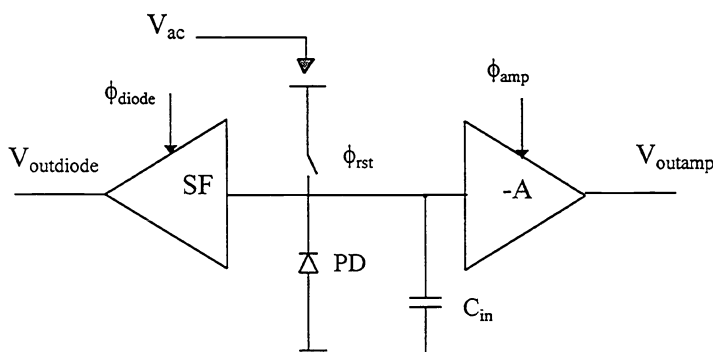 V_ac
ϕ_diode
ϕ_amp
V_outdiode
SF
ϕ_rst
-A
V_outamp
PD
C_in